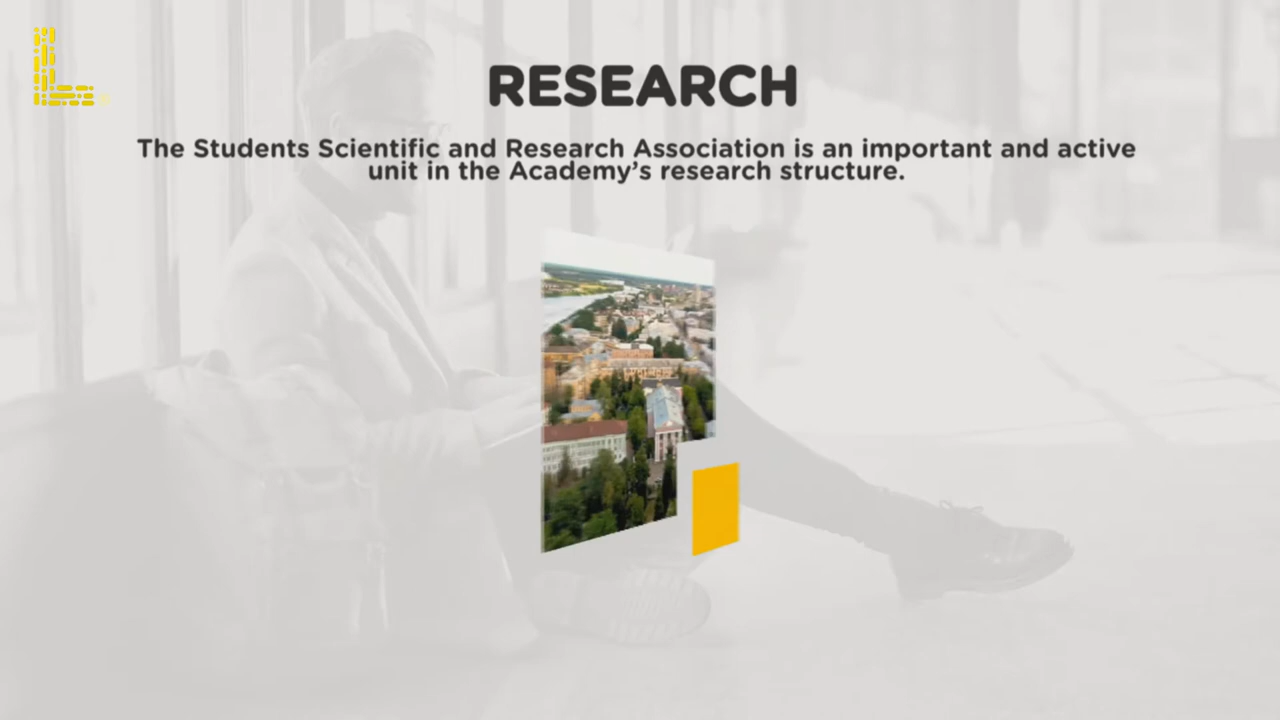 RESEARCH
The Students Scientific and Research Association is an important and active
unit in the Academy’s research structure.